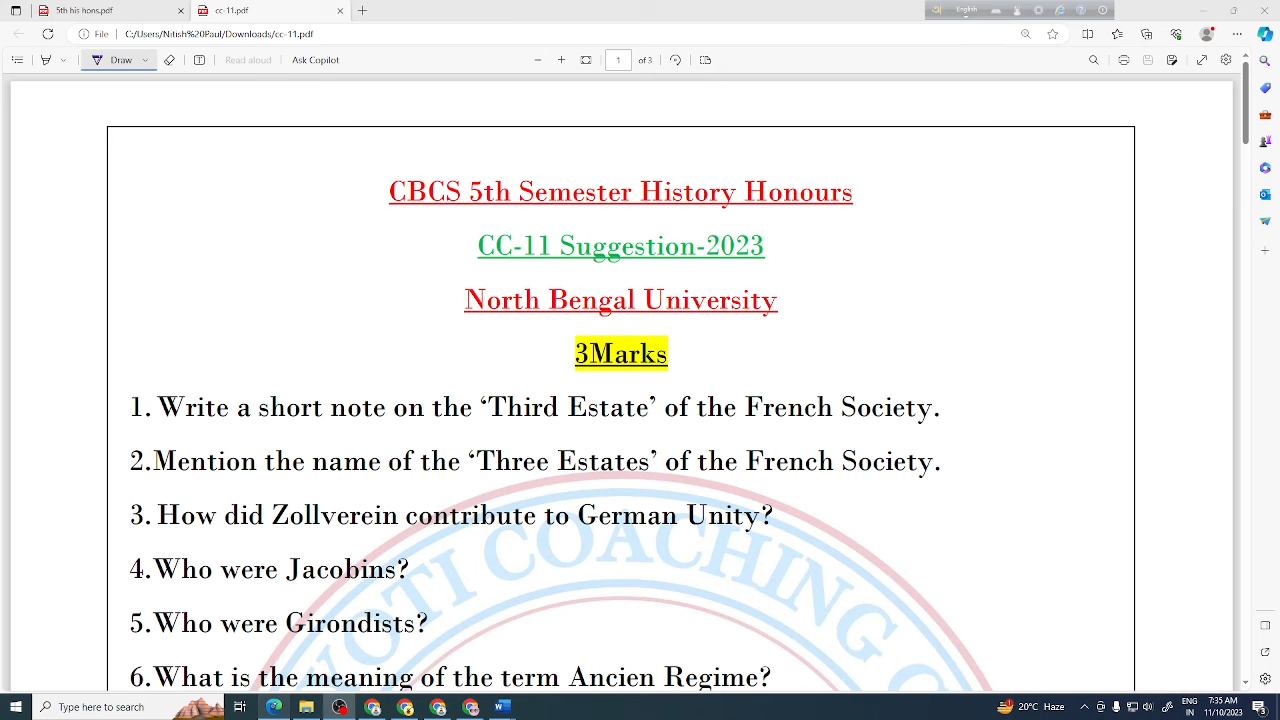 5th his honspdf
cc-11.pdf
English
File
C:/Users/Nitish%20Paul/Downloads/cc-11.pdf
Draw
Read aloud
Ask Copilot
1
of 3
CBCS 5th Semester History Honours
CC-11 Suggestion-2023
North Bengal University
3Marks
1. Write a short note on the ‘Third Estate’ of the French Society.
2.Mention the name of the ‘Three Estates’ of the French Society.
3. How did Zollverein contribute to German Unity?
4.Who were Jacobins?
5.Who were Girondists?
6.What is the meaning of the term Ancien Regime?
YOTI COACHING C
Type here to search
20°C Haze
ENG
IN
7:35 AM
11/10/2023